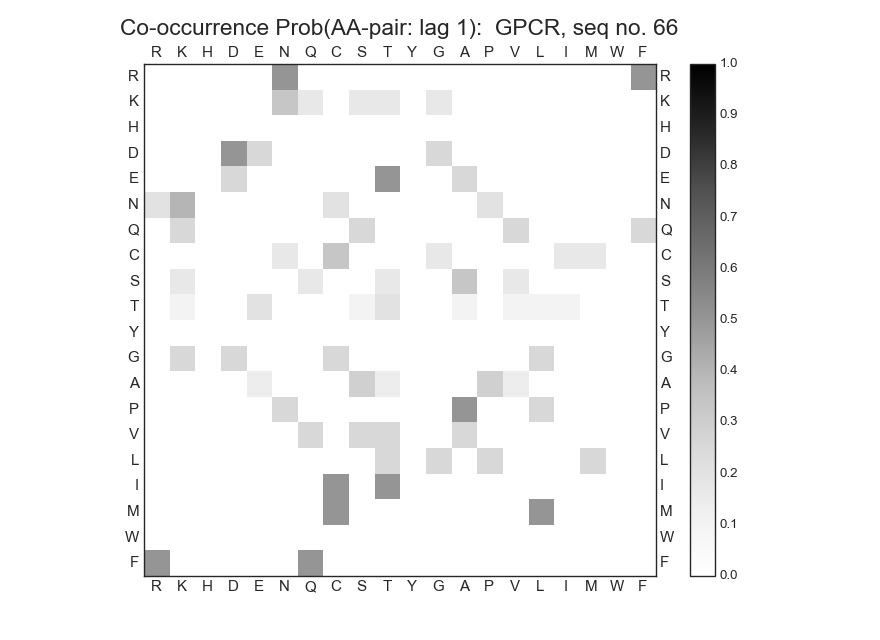 Co-occurrence Prob(AA-pair: lag 1):  GPCR, seq no. 66
R K H D E N Q C S T Y G A P V L I M W F
R R 1.0
K K
0.9
H H
D D 0.8
E E
0.7
N N
Q Q 0.6
C C
S S
0.5
T T
Y Y
0.4
G G
A A
0.3
P P
V V
0.2
L L
I I
0.1
M M
W W
F F 0.0
R K H D E N Q C S T Y G A P V L I M W F